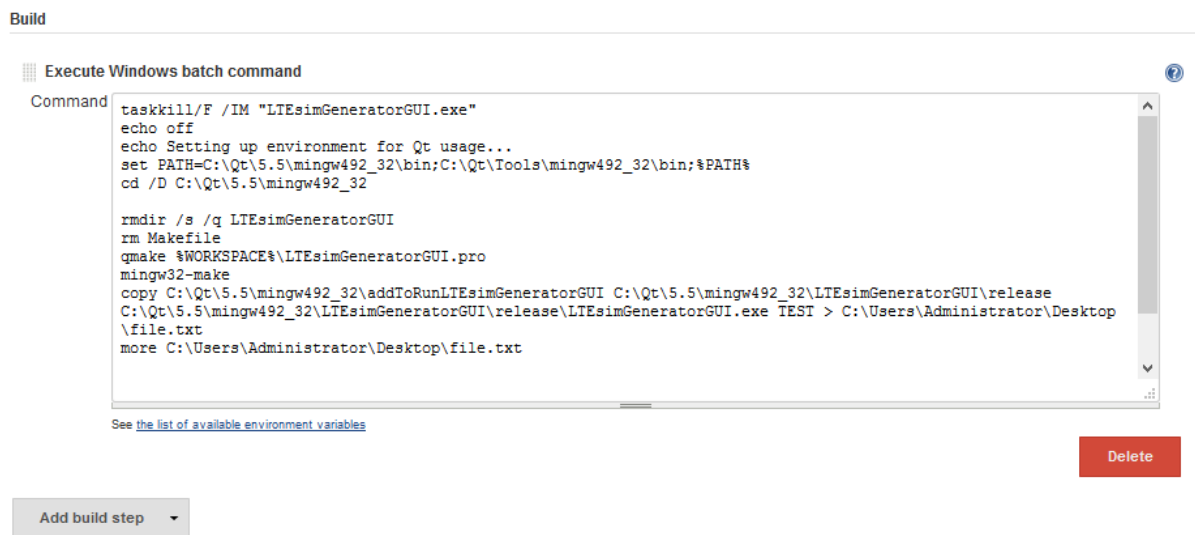 Build
Execute Windows batch command
Command
taskkill/F /IM "LTEsimGeneratorGUI.exe"
echo off
echo Setting up environment for Qt usage...
set PATH=C:\Qt\5.5\mingw492_32\bin;C:\Qt\Tools\mingw492_32\bin;%PATH%
cd /D C:\Qt\5.5\mingw492_32
rmdir /s /q LTEsimGeneratorGUI
rm Makefile
qmake %WORKSPACE%\LTEsimGeneratorGUI.pro
mingw32-make
copy C:\Qt\5.5\mingw492_32\addToRunLTEsimGeneratorGUI C:\Qt\5.5\mingw492_32\LTEsimGeneratorGUI\release
C:\Qt\5.5\mingw492_32\LTEsimGeneratorGUI\release\LTEsimGeneratorGUI.exe TEST > C:\Users\Administrator\Desktop
\file.txt
more C:\Users\Administrator\Desktop\file.txt
See the list of available environment variables
Delete
Add build step